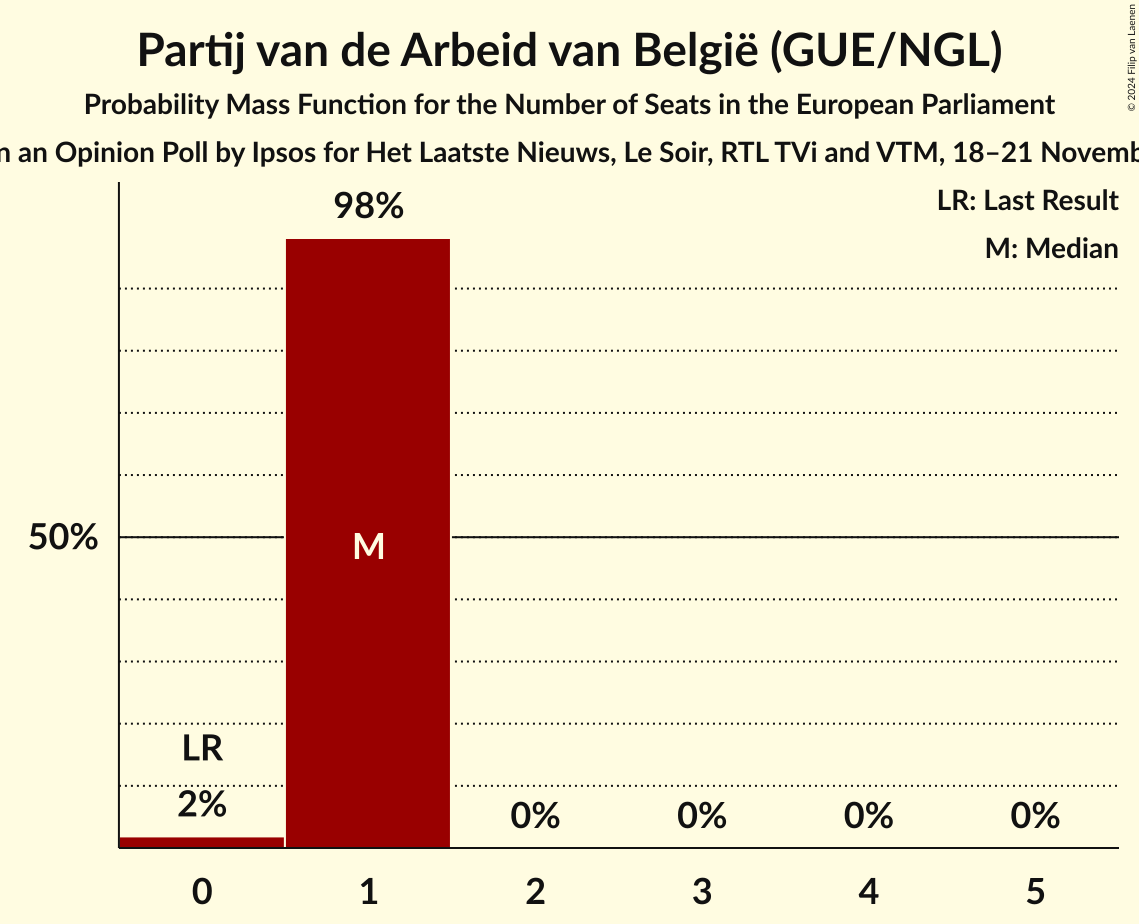 Partij van de Arbeid van België (GUE/NGL)
Probability Mass Function for the Number of Seats in the European Parliament
an Opinion Poll by Ipsos for Het Laatste Nieuws, Le Soir, RTL TVi and VTM, 18–21
© 2024 Filip van Laenen
LR: Last Result
M: Median
98%
50%
M
LR
2%
0% 0% 0% 0%
0 1 2 3 4 5